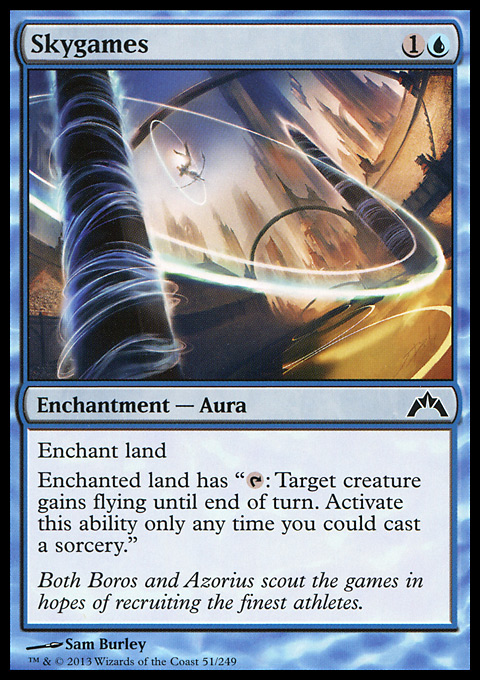 Skygames 1
Enchantment — Aura
Enchant land
Enchanted land has “: Target creature
gains flying until end of turn. Activate
this ability only any time you could cast
a sorcery.”
Both Boros and Azorius scout the games in
hopes of recruiting the finest athletes.
Sam Burley
™ & © 2013 Wizards of the Coast 51/249